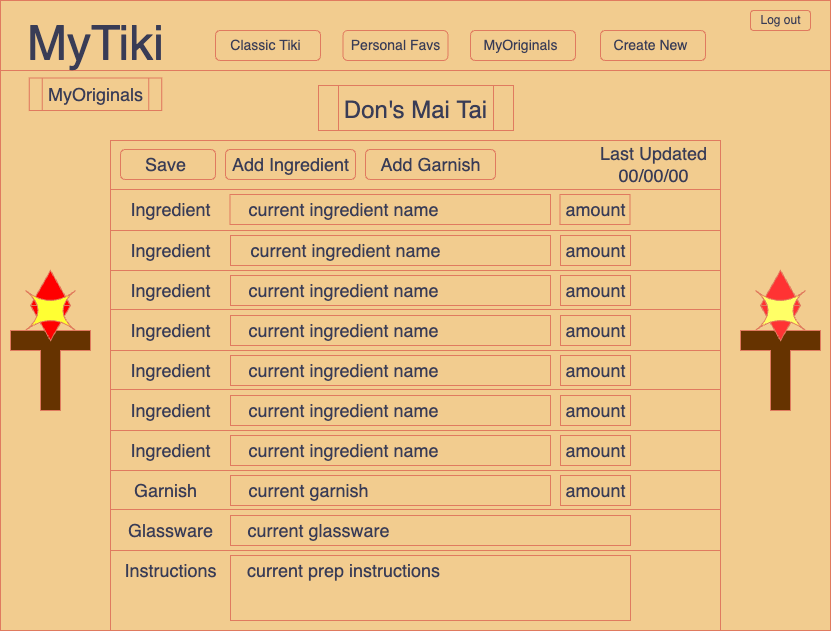 Log out
MyTiki
Classic Tiki
Personal Favs
MyOriginals
Create New
MyOriginals
Don's Mai Tai
Save
Add Ingredient
Add Garnish
Last Updated
00/00/00
Ingredient current ingredient name amount
Ingredient current ingredient name amount
Ingredient current ingredient name amount
Ingredient current ingredient name amount
Ingredient current ingredient name amount
Ingredient current ingredient name amount
Ingredient current ingredient name amount
Garnish current garnish amount
Glassware current glassware
Instructions current prep instructions